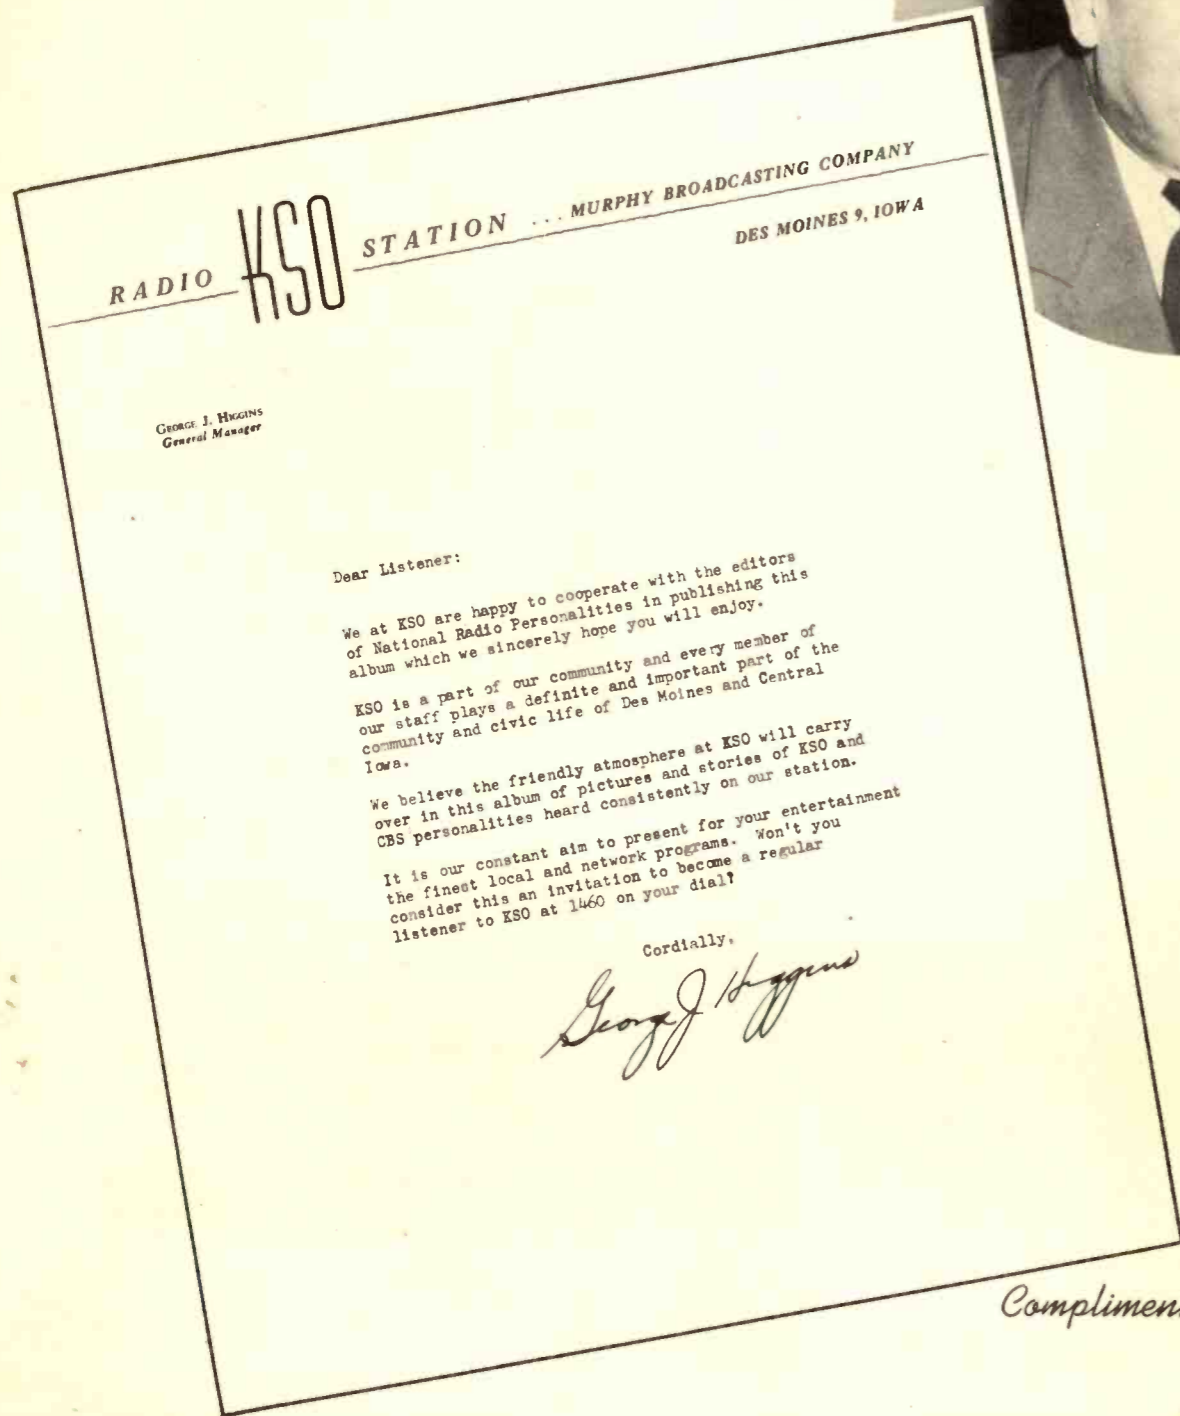 RADIO KSO STATION ... MURPHY BROADCASTING COMPANY
DES MOINES 9, IOWA
GEORGE J. HIGGINS
General Manager
Dear Listener:
We at KSO are happy to cooperate with the editors
of National Radio Personalities in publishing this
album which we sincerely hope you will enjoy.
KSO is a part of our community and every member of
our staff plays a definite and important part of the
community and civic life of Des Moines and Central
Iowa.
We believe the friendly atmosphere at KSO will carry
over in this album of pictures and stories of KSO and
CBS personalities heard consistently on our station.
It is our constant aim to present for your entertainment
the finest local and network programs. Won't you
consider this an invitation to become a regular
listener to KSO at 1460 on your dial?
Cordially,
George J Higgins